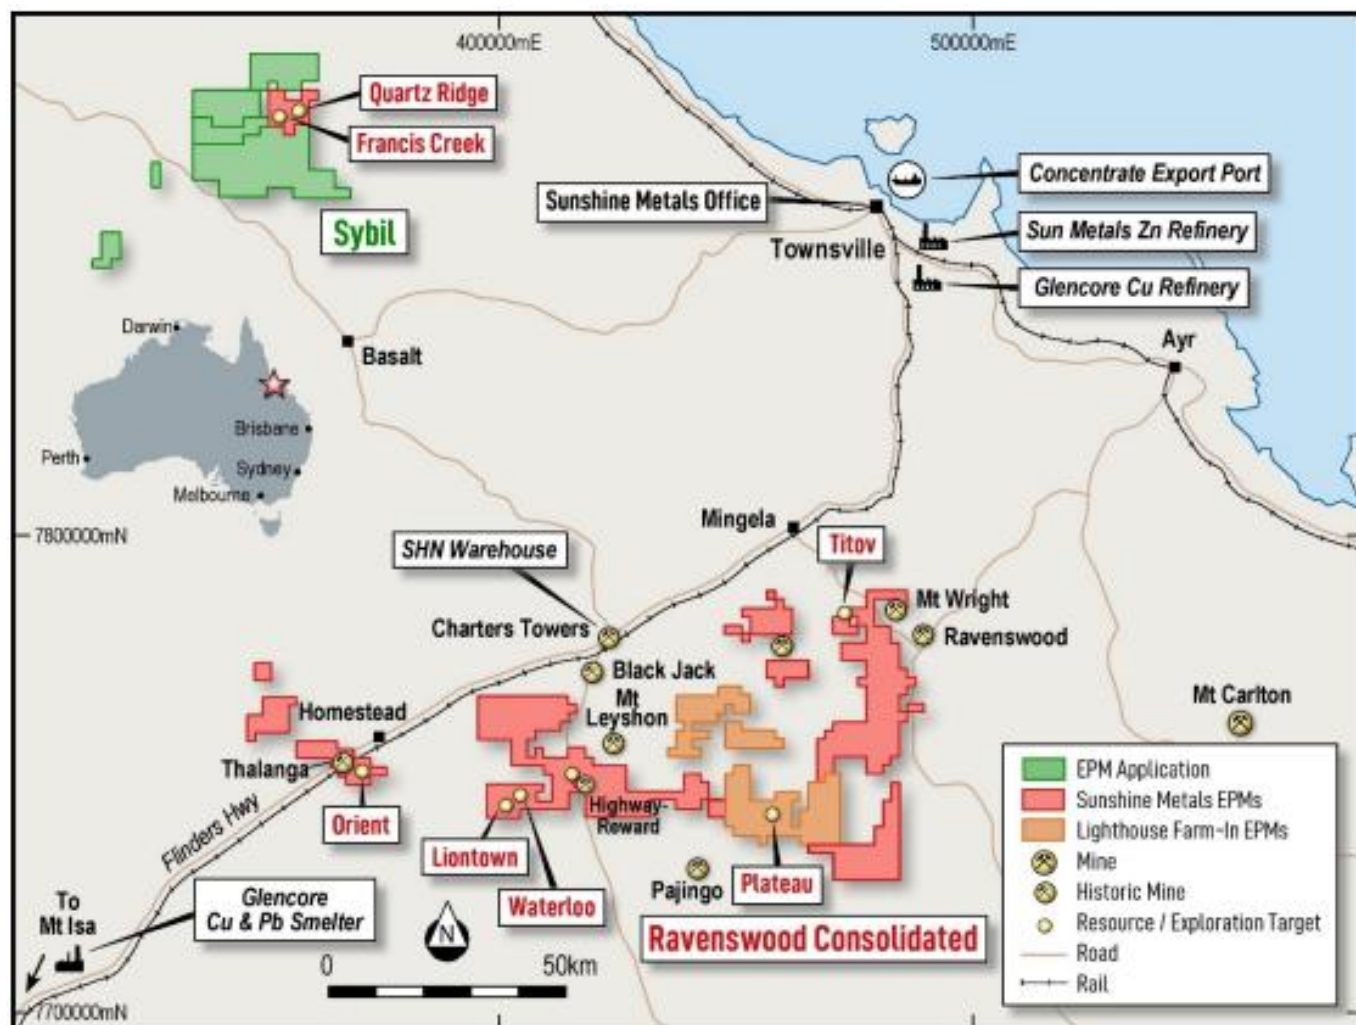 400000mE
500000mE
Quartz Ridge
Francis Creek
Sybil
Sunshine Metals Office
Concentrate Export Port
Sun Metals Zn Refinery
Glencore Cu Refinery
Townsville
Ayr
Basalt
Darwin
Brisbane
Perth
Sydney
Melbourne
7800000mN
Mingela
SHN Warehouse
Titov
Mt Wright
Charters Towers
Ravenswood
Black Jack
Mt
Leyshon
Mt Carlton
Homestead
Thalanga
Highway-
Reward
Flinders Hwy
Orient
Liontown
Waterloo
Pajingo
Plateau
To
Mt Isa
Glencore
Cu & Pb Smelter
N
Ravenswood Consolidated
0
50km
7700000mN
EPM Application
Sunshine Metals EPMs
Lighthouse Farm-In EPMs
Mine
Historic Mine
Resource / Exploration Target
Road
Rail